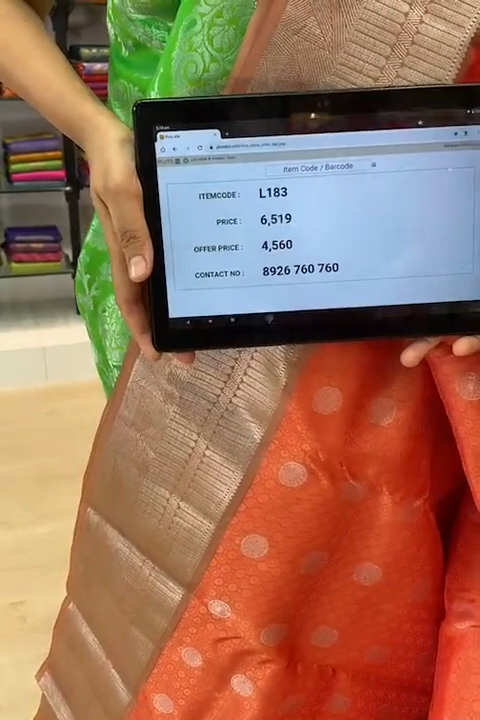 Item Code / Barcode
ITEMCODE : L183
PRICE : 6,519
OFFER PRICE : 4,560
CONTACT NO : 8926 760 760